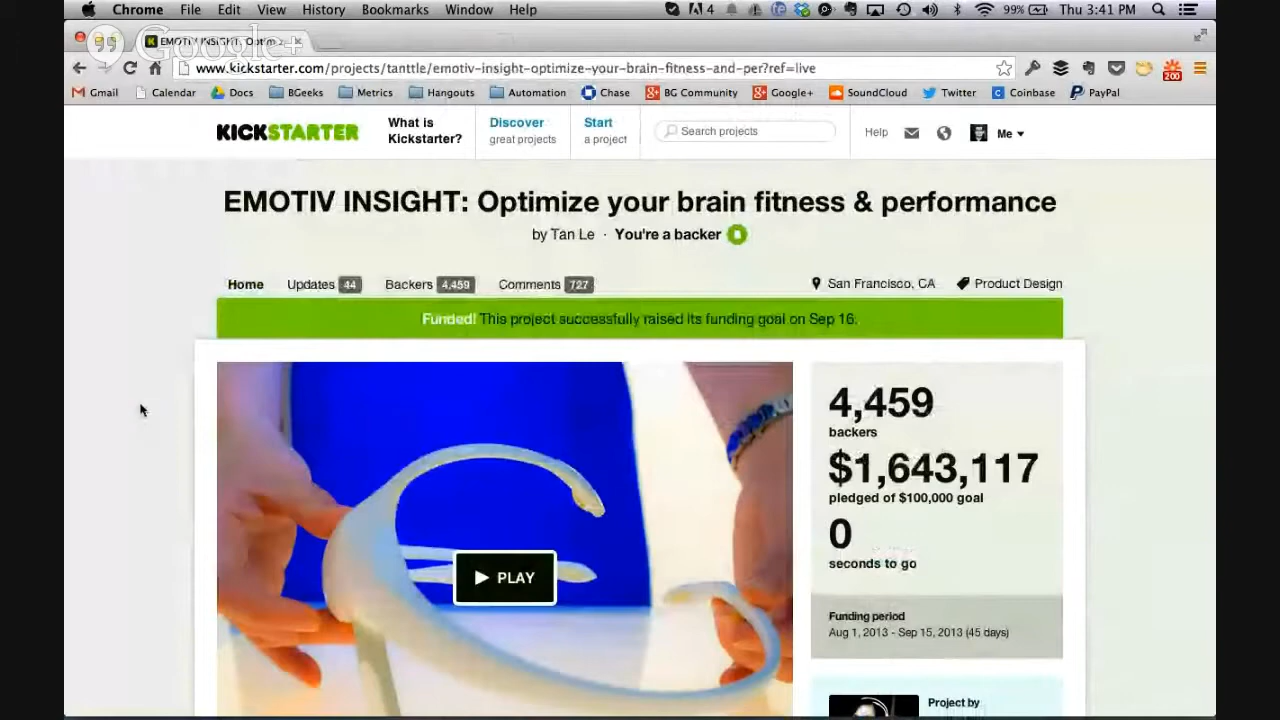 Chrome File Edit View History Bookmarks Window Help 4 99% Thu 3:41 PM
Google+
EMOTIV INSIGHT: Optimiz
www.kickstarter.com/projects/tanttle/emotiv-insight-optimize-your-brain-fitness-and-per?ref=live
200
Gmail Calendar Docs BGeeks Metrics Hangouts Automation Chase BG Community Google+ SoundCloud Twitter Coinbase PayPal
KICKSTARTER
What is
Kickstarter?
Discover
great projects
Start
a project
Search projects
Help Me
EMOTIV INSIGHT: Optimize your brain fitness & performance
by Tan Le · You're a backer
Home Updates 44 Backers 4,459 Comments 727 San Francisco, CA Product Design
Funded! This project successfully raised its funding goal on Sep 16.
PLAY
4,459
backers
$1,643,117
pledged of $100,000 goal
0
seconds to go
Funding period
Aug 1, 2013 - Sep 15, 2013 (45 days)
Project by